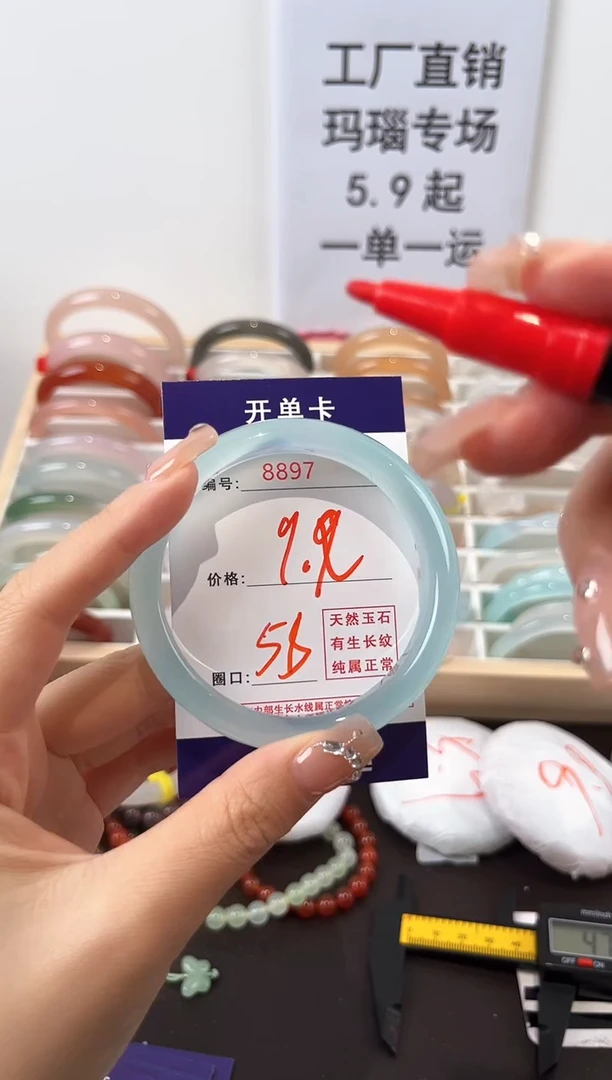 工厂直销
玛瑙专场
5.9起
一单一运
开单卡
编号: 8897
价格: 9.9
圈口: 56
天然玉石
有生长纹
纯属正常
OFF ON